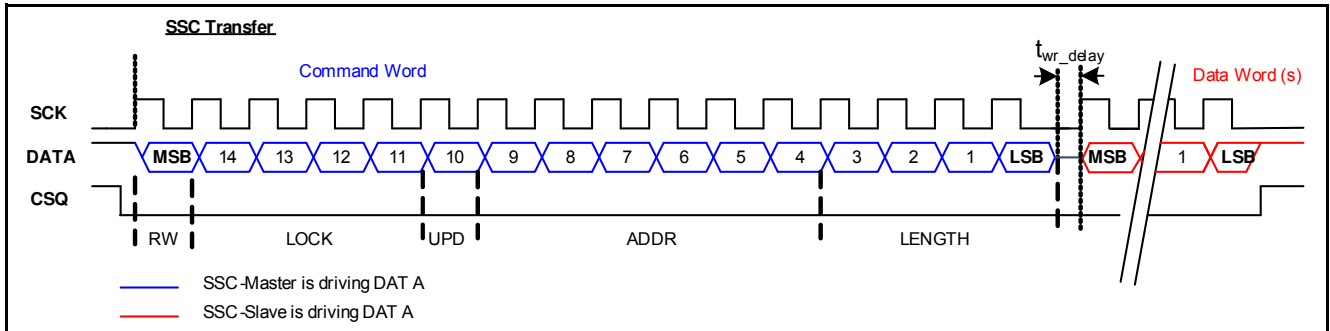 SSC Transfer
t wr_delay
Command Word
Data Word (s)
SCK
DATA MSB 14 13 12 11 10 9 8 7 6 5 4 3 2 1 LSB MSB 1 LSB
CSQ
RW LOCK UPD ADDR LENGTH
SSC-Master is driving DAT A
SSC-Slave is driving DAT A